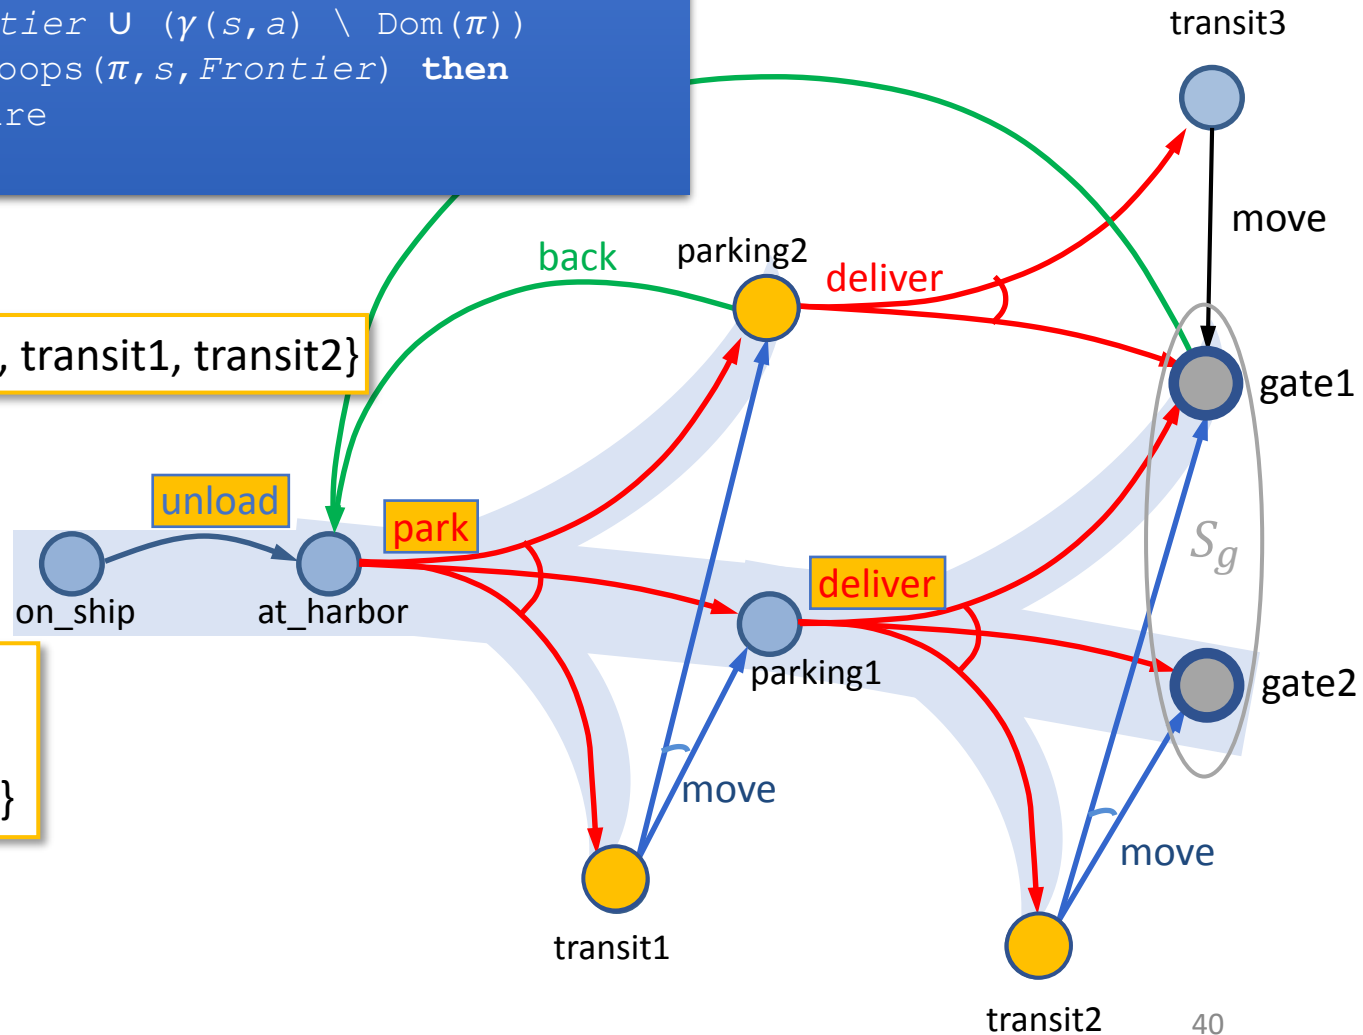 tier ∪ (γ(s,a) \ Dom(π))
oops(π,s,Frontier) then
re
transit3
move
parking2
back
deliver
, transit1, transit2}
gate1
unload
park
S_g
deliver
on_ship
at_harbor
parking1
gate2
}
move
move
transit1
transit2
40